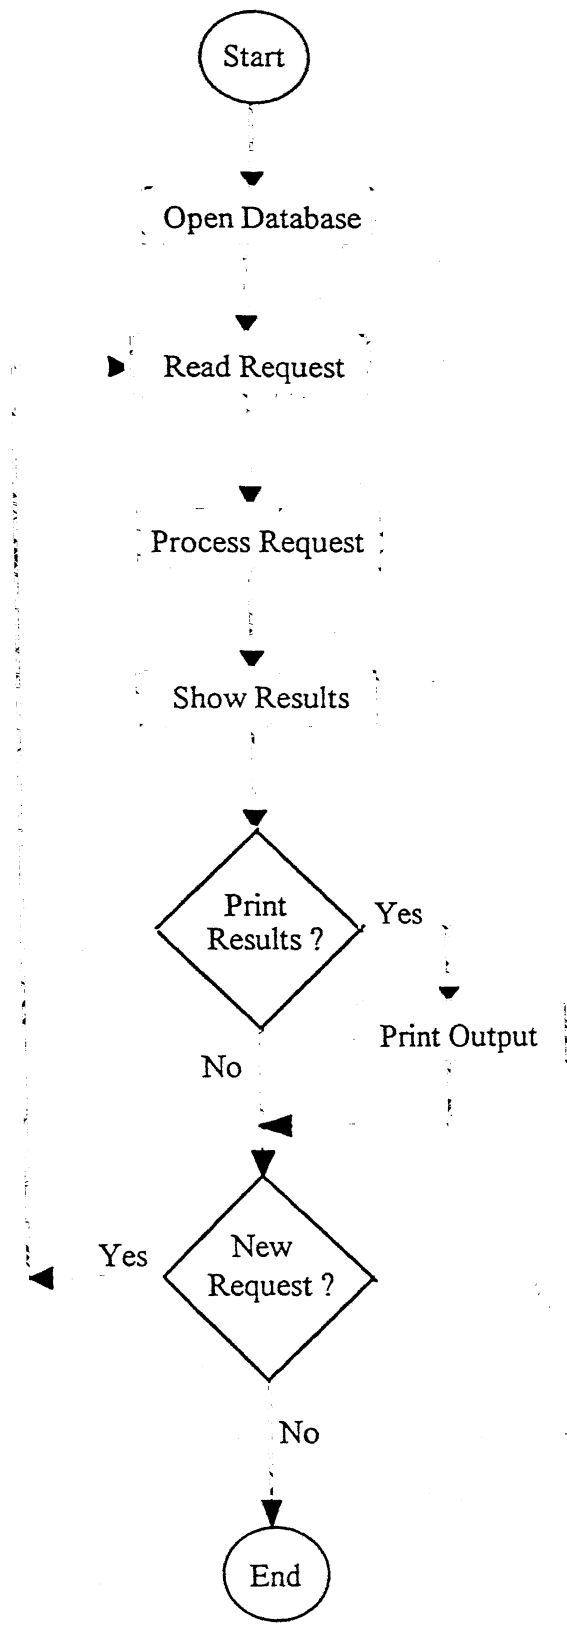 Start
Open Database
Read Request
Process Request
Show Results
Print
Results ?
Yes
Print Output
No
New
Request ?
Yes
No
End